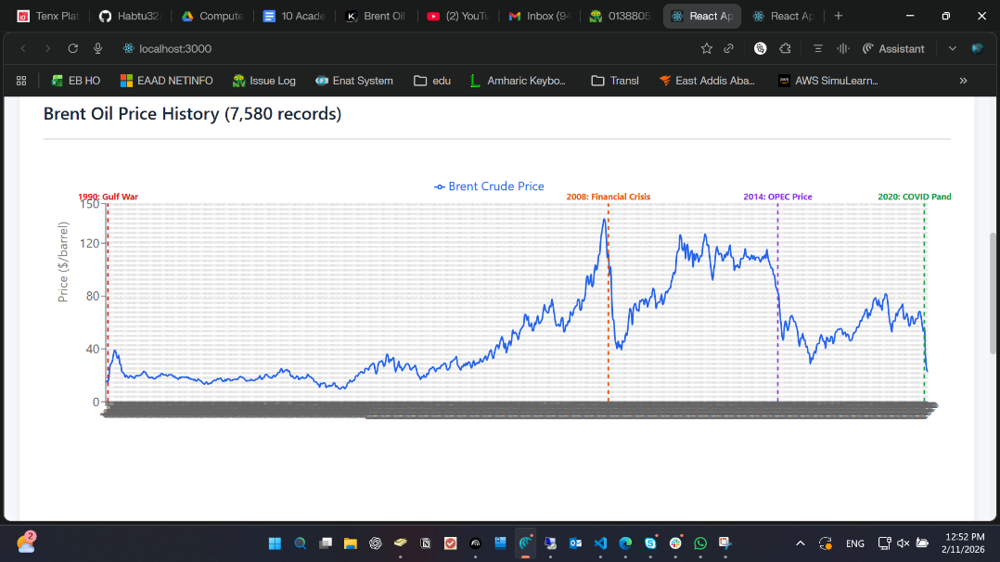 Tenx Plat
Habtu32/
Compute
10 Acade
Brent Oil
(2) YouTu
Inbox (94
0138805
React Ap
React Ap
localhost:3000
Assistant
EB HO
EAAD NETINFO
Issue Log
Enat System
edu
Amharic Keybo...
Transl
East Addis Aba...
AWS SimuLearn...
Brent Oil Price History (7,580 records)
Brent Crude Price
1990: Gulf War
2008: Financial Crisis
2014: OPEC Price
2020: COVID Pand
Price ($/barrel)
150
120
80
40
0
2
ENG
12:52 PM
2/11/2026